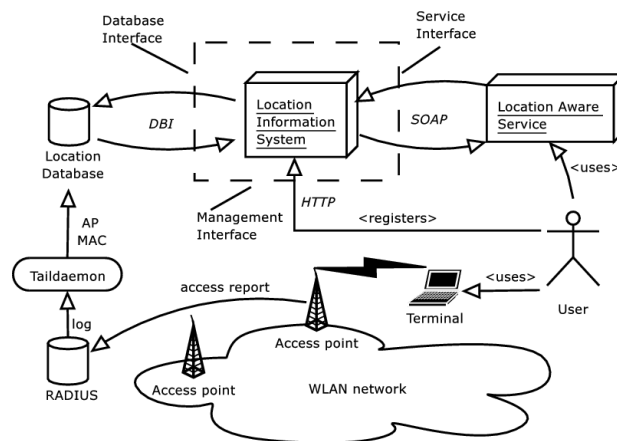 Database
Interface
Service
Interface
Location
Information
System
DBI
SOAP
Location Aware
Service
Location
Database
<uses>
HTTP
Management
Interface
<registers>
AP
MAC
Taildaemon
access report
<uses>
Terminal
User
log
Access point
RADIUS
Access point
WLAN network